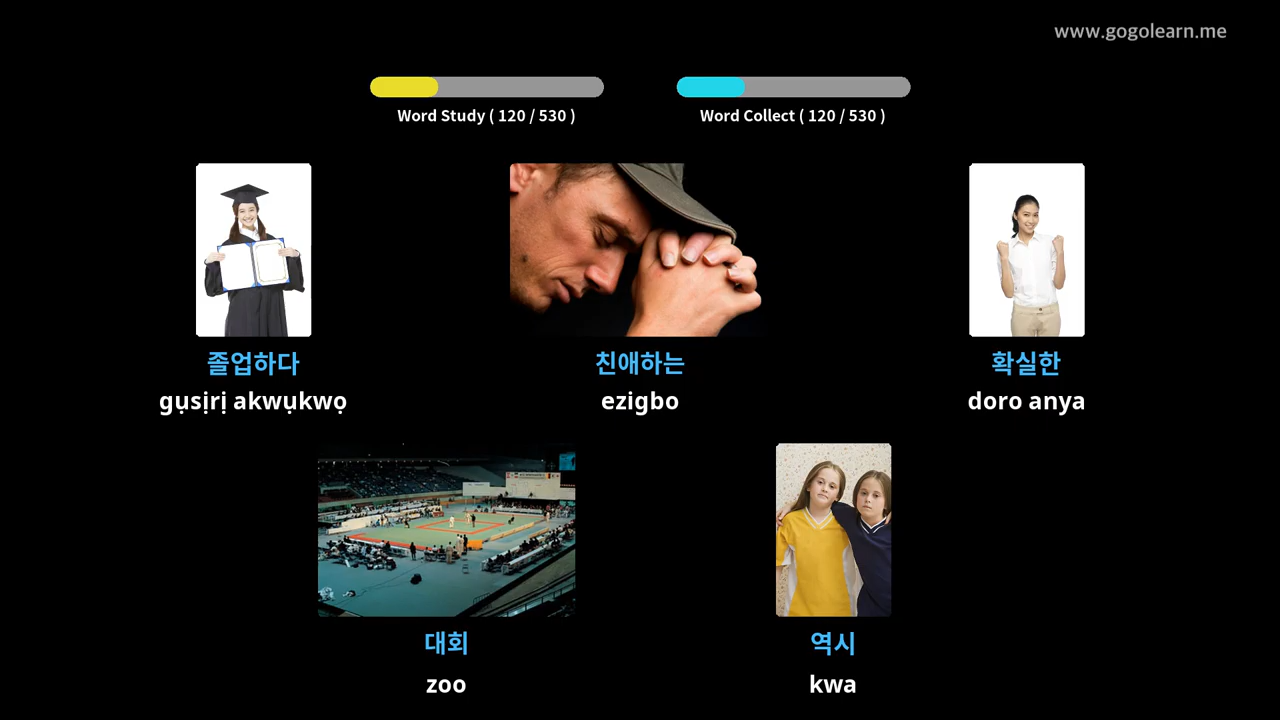 www.gogolearn.me
Word Study ( 120 / 530 )
Word Collect ( 120 / 530 )
졸업하다
gụsịrị akwụkwọ
친애하는
ezigbo
확실한
doro anya
대회
zoo
역시
kwa